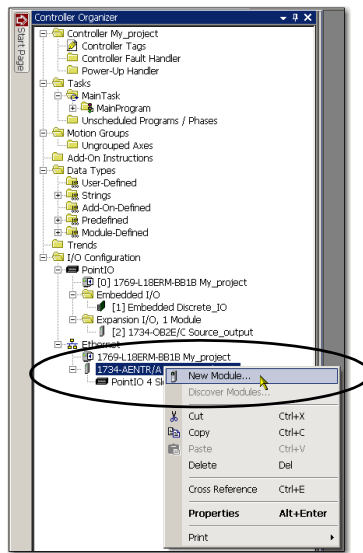 Controller Organizer
Start Page
Controller My_project
Controller Tags
Controller Fault Handler
Power-Up Handler
Tasks
MainTask
MainProgram
Unscheduled Programs / Phases
Motion Groups
Ungrouped Axes
Add-On Instructions
Data Types
User-Defined
Strings
Add-On-Defined
Predefined
Module-Defined
Trends
I/O Configuration
PointIO
[0] 1769-L18ERM-BB1B My_project
Embedded I/O
[1] Embedded Discrete_IO
Expansion I/O, 1 Module
[2] 1734-OB2E/C Source_output
Ethernet
1769-L18ERM-BB1B My_project
1734-AENTR/A
PointIO 4
New Module...
Discover Modules...
Cut Ctrl+X
Copy Ctrl+C
Paste Ctrl+V
Delete Del
Cross Reference Ctrl+E
Properties Alt+Enter
Print